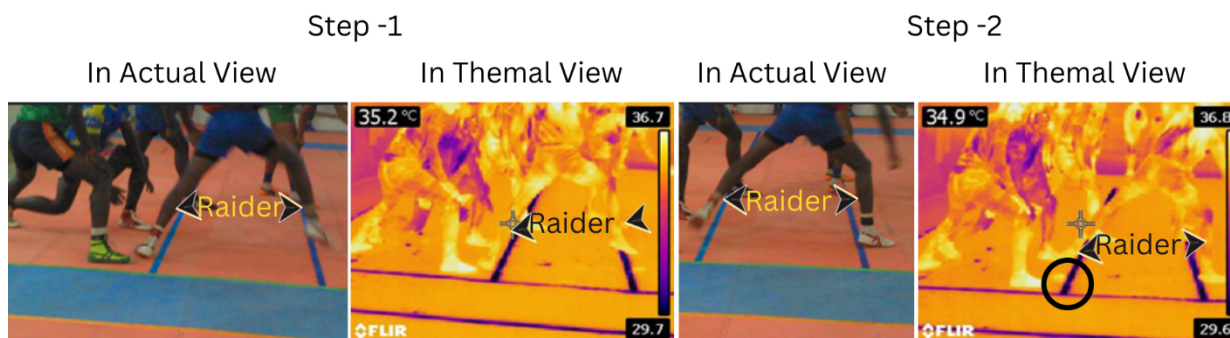 Step -1
Step -2
In Actual View
In Themal View
In Actual View
In Themal View
35.2 °C
36.7
34.9 °C
36.8
Raider
Raider
Raider
Raider
FLIR
29.7
FLIR
29.6